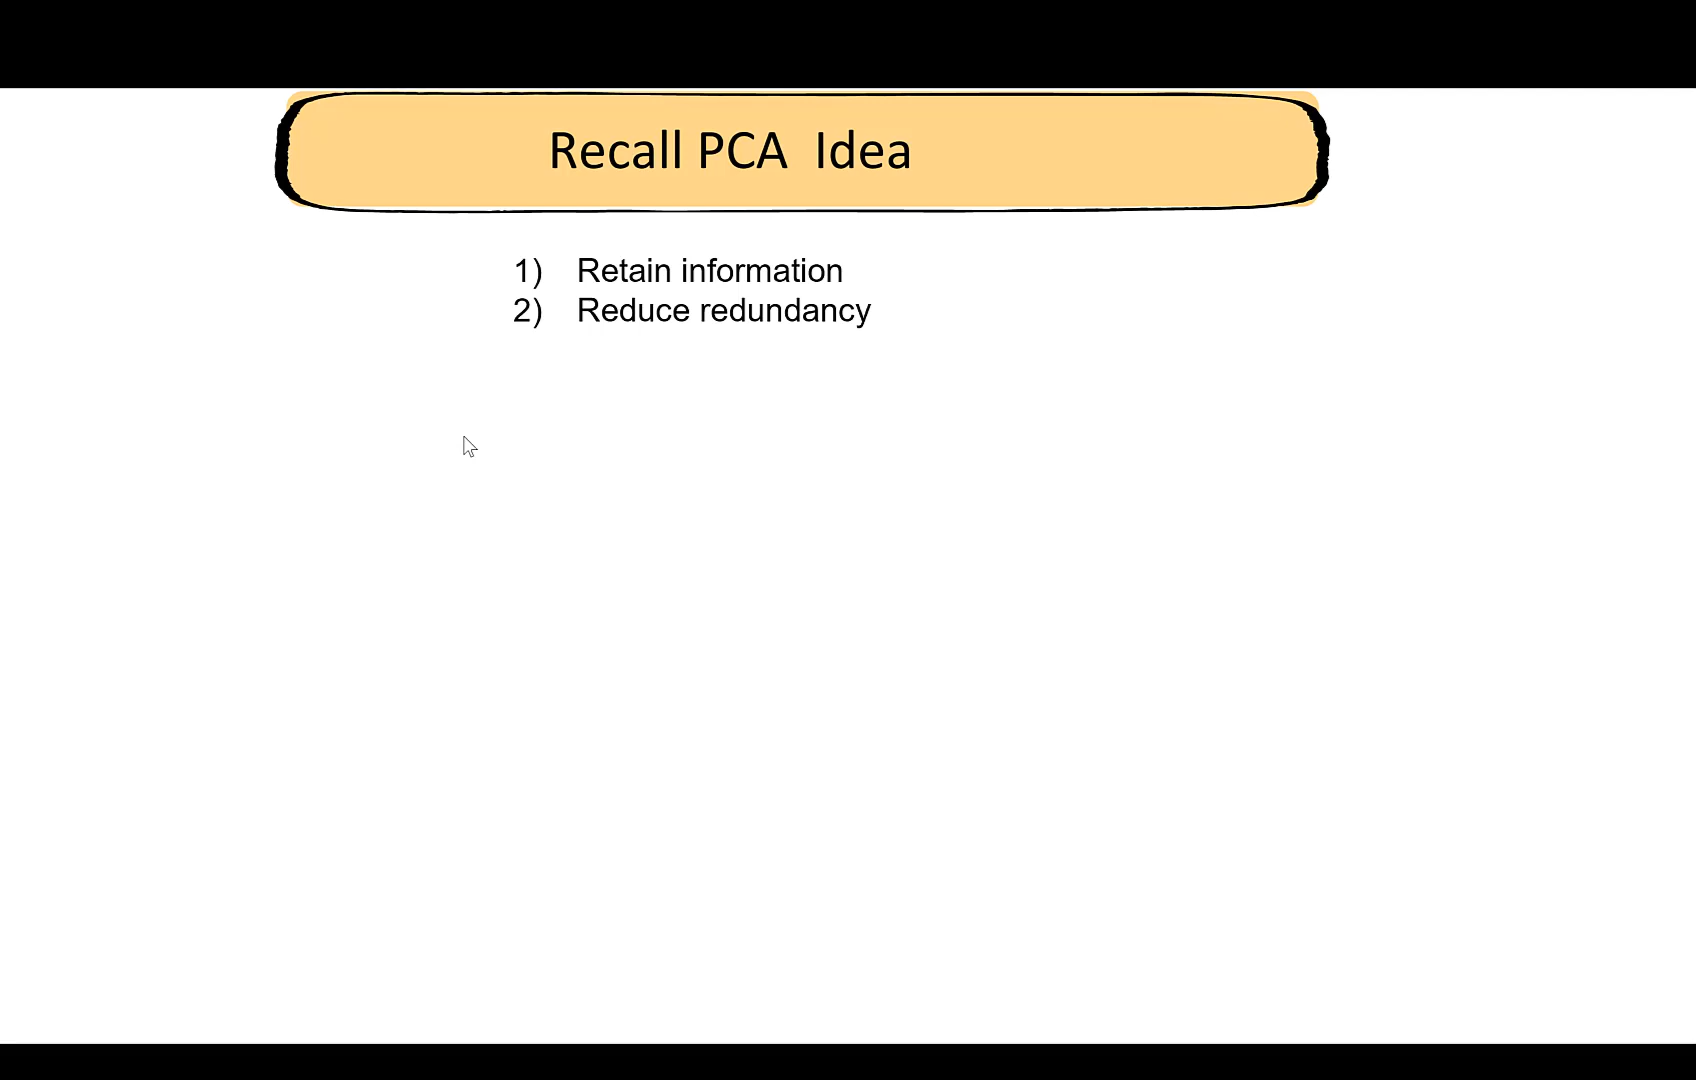 Recall PCA  Idea
1) Retain information
2) Reduce redundancy